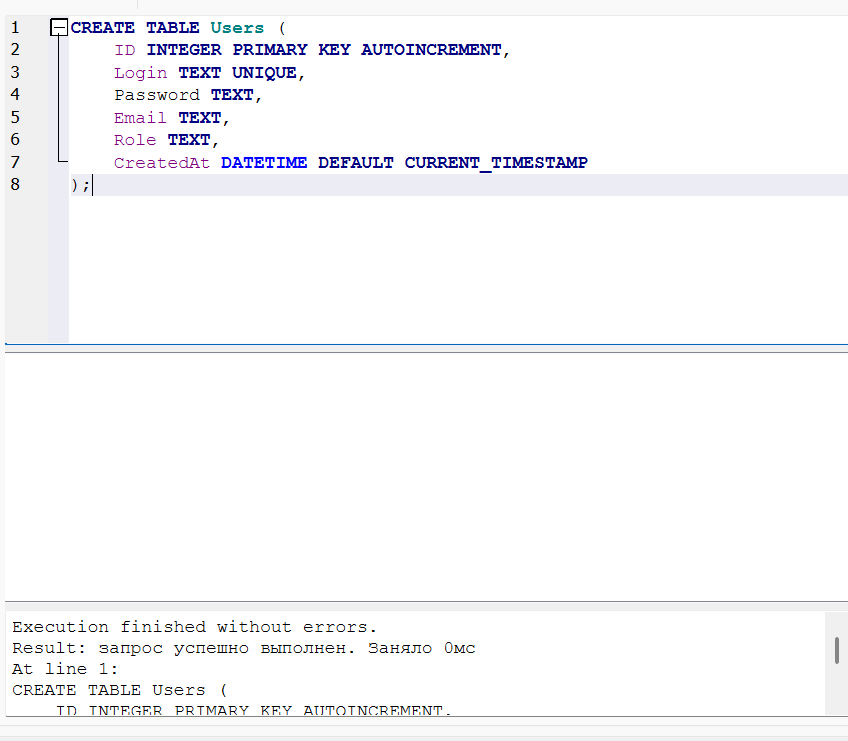 1 CREATE TABLE Users (
2 ID INTEGER PRIMARY KEY AUTOINCREMENT,
3 Login TEXT UNIQUE,
4 Password TEXT,
5 Email TEXT,
6 Role TEXT,
7 CreatedAt DATETIME DEFAULT CURRENT_TIMESTAMP
8 );
Execution finished without errors.
Result: запрос успешно выполнен. Заняло 0мс
At line 1:
CREATE TABLE Users (
ID INTEGER PRIMARY KEY AUTOINCREMENT,